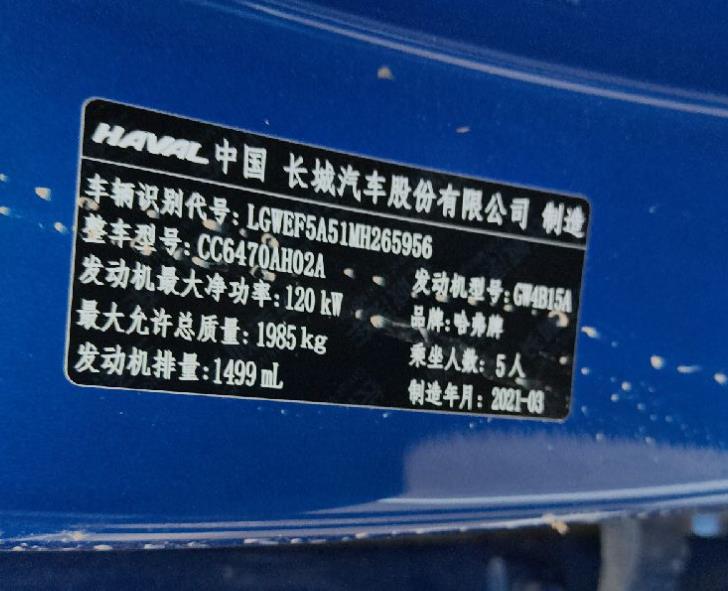 HAVAL 中国 长城汽车股份有限公司 制造
车辆识别代号:LGWEF5A51MH265956
整车型号:CC6470AH02A 发动机型号:GW4B15A
发动机最大净功率:120 kW 品牌:哈弗牌
最大允许总质量:1985 kg 乘坐人数:5人
发动机排量:1499 mL 制造年月:2021-03